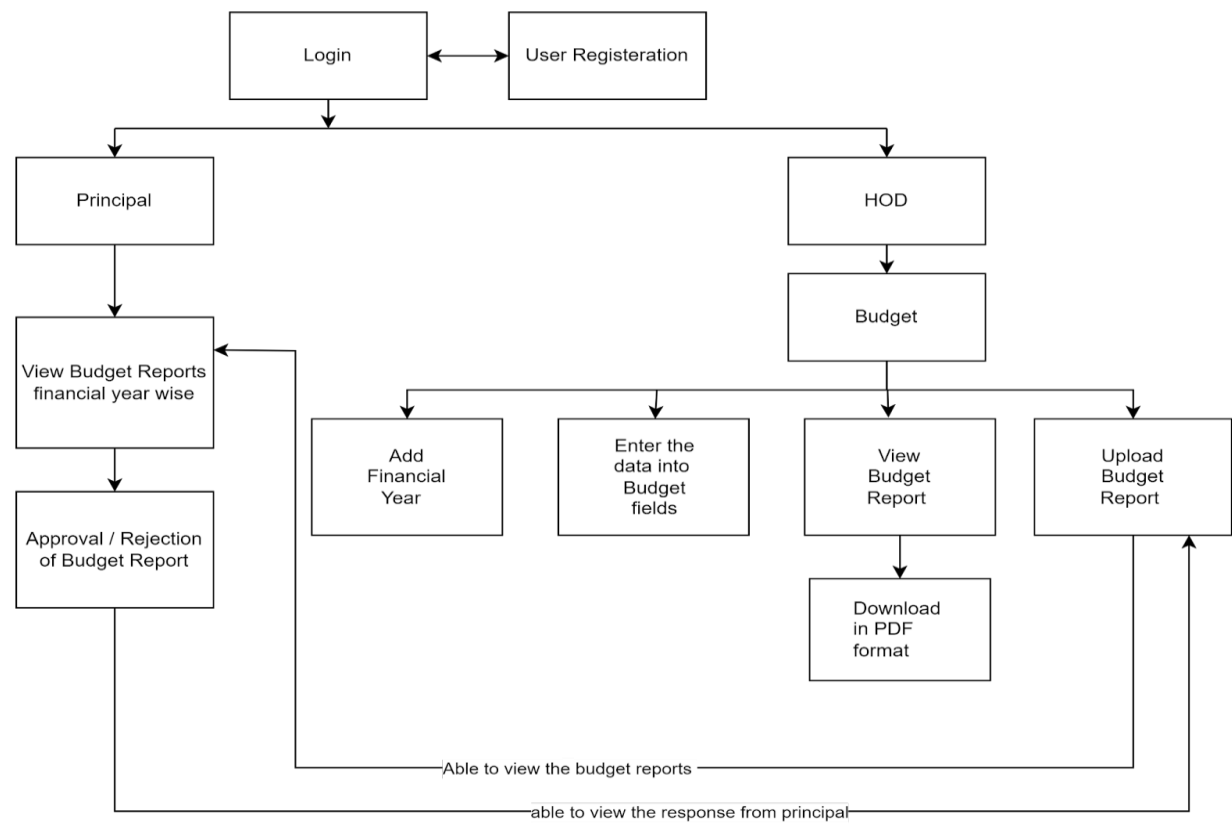 Login
User Registeration
Principal
HOD
Budget
View Budget Reports
financial year wise
Add
Financial
Year
Enter the
data into
Budget
fields
View
Budget
Report
Upload
Budget
Report
Approval / Rejection
of Budget Report
Download
in PDF
format
Able to view the budget reports
able to view the response from principal